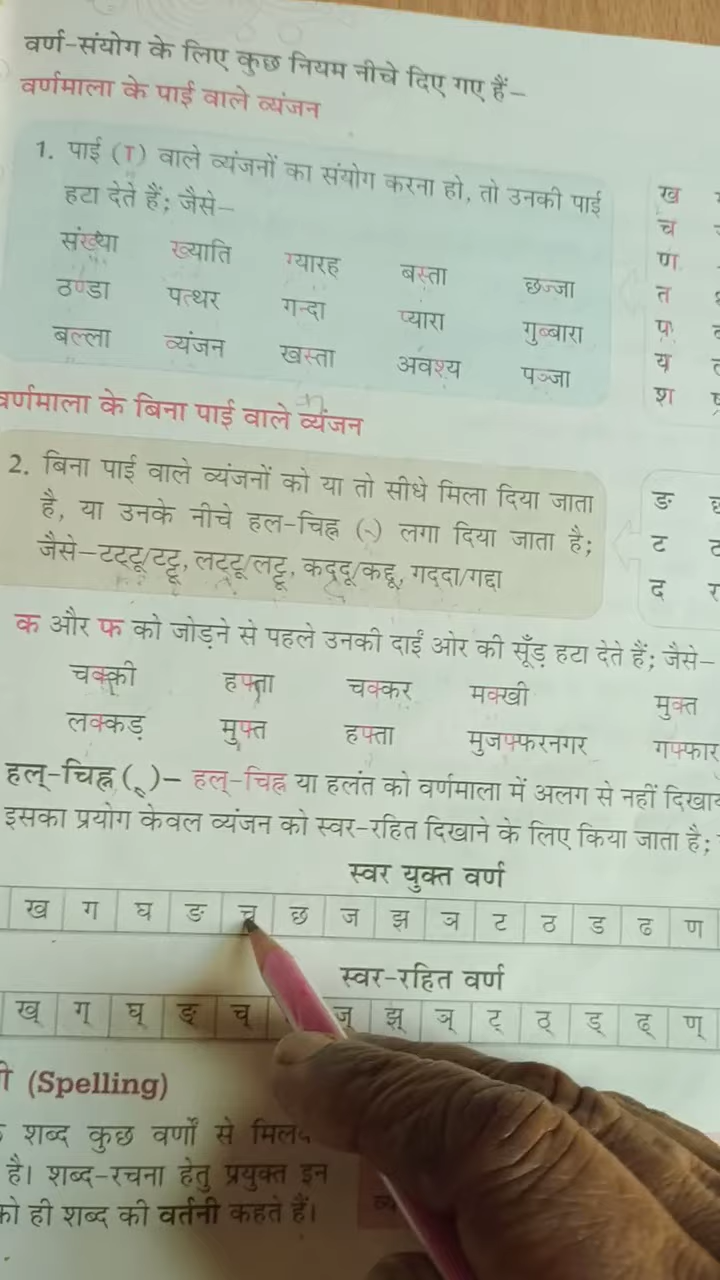 वर्ण-संयोग के लिए कुछ नियम नीचे दिए गए हैं–
वर्णमाला के पाई वाले व्यंजन
1. पाई (ा) वाले व्यंजनों का संयोग करना हो, तो उनकी पाई
हटा देते हैं; जैसे–
संख्या ख्याति ग्यारह बस्ता छज्जा
ठण्डा पत्थर गन्दा प्यारा गुब्बारा
बल्ला व्यंजन खस्ता अवश्य पञ्जा
ख
च
ण
त
प
य
श
वर्णमाला के बिना पाई वाले व्यंजन
2. बिना पाई वाले व्यंजनों को या तो सीधे मिला दिया जाता
है, या उनके नीचे हल-चिह्न (्) लगा दिया जाता है;
जैसे–टट्टू/टट्टू, लट्टू/लट्टू, कद्दू/कद्दू, गद्दा/गद्दा
ङ
ट
द
क और फ को जोड़ने से पहले उनकी दाईं ओर की सूँड़ हटा देते हैं; जैसे–
चक्की हफ्ता चक्कर मक्खी मुक्त
लक्कड़ मुफ्त हफ्ता मुजफ्फरनगर गफ्फार
हल्-चिह्न (्)– हल्-चिह्न या हलंत को वर्णमाला में अलग से नहीं
इसका प्रयोग केवल व्यंजन को स्वर-रहित दिखाने के लिए किया जाता है;
स्वर युक्त वर्ण
ख ग घ ङ च छ ज झ ञ ट ठ ड ढ ण
स्वर-रहित वर्ण
ख् ग् घ् ङ् च् ज् झ् ञ् ट् ठ् ड् ढ् ण्
(Spelling)
शब्द कुछ वर्णों से
है। शब्द-रचना हेतु प्रयुक्त इन
को ही शब्द की वर्तनी कहते हैं।